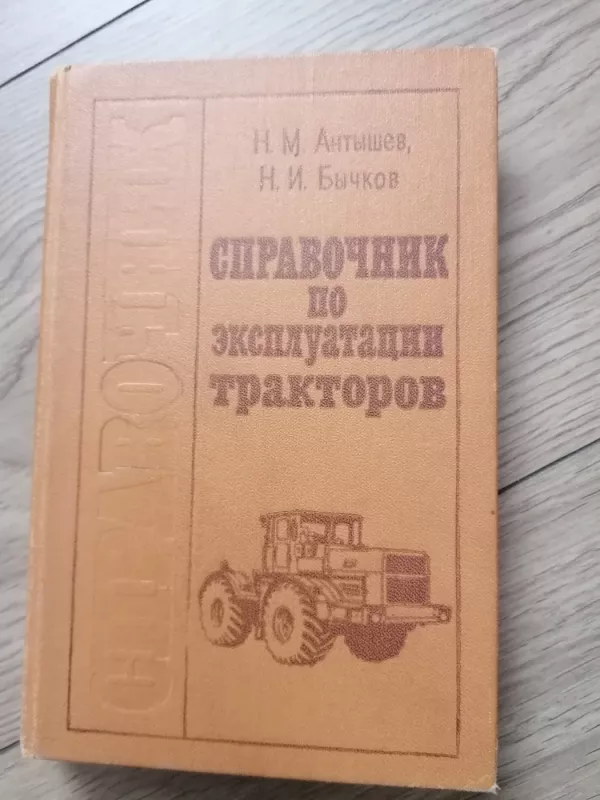 Н. М. Антышев,
Н. И. Бычков
СПРАВОЧНИК
по
эксплуатации
тракторов
СПРАВОЧНИК